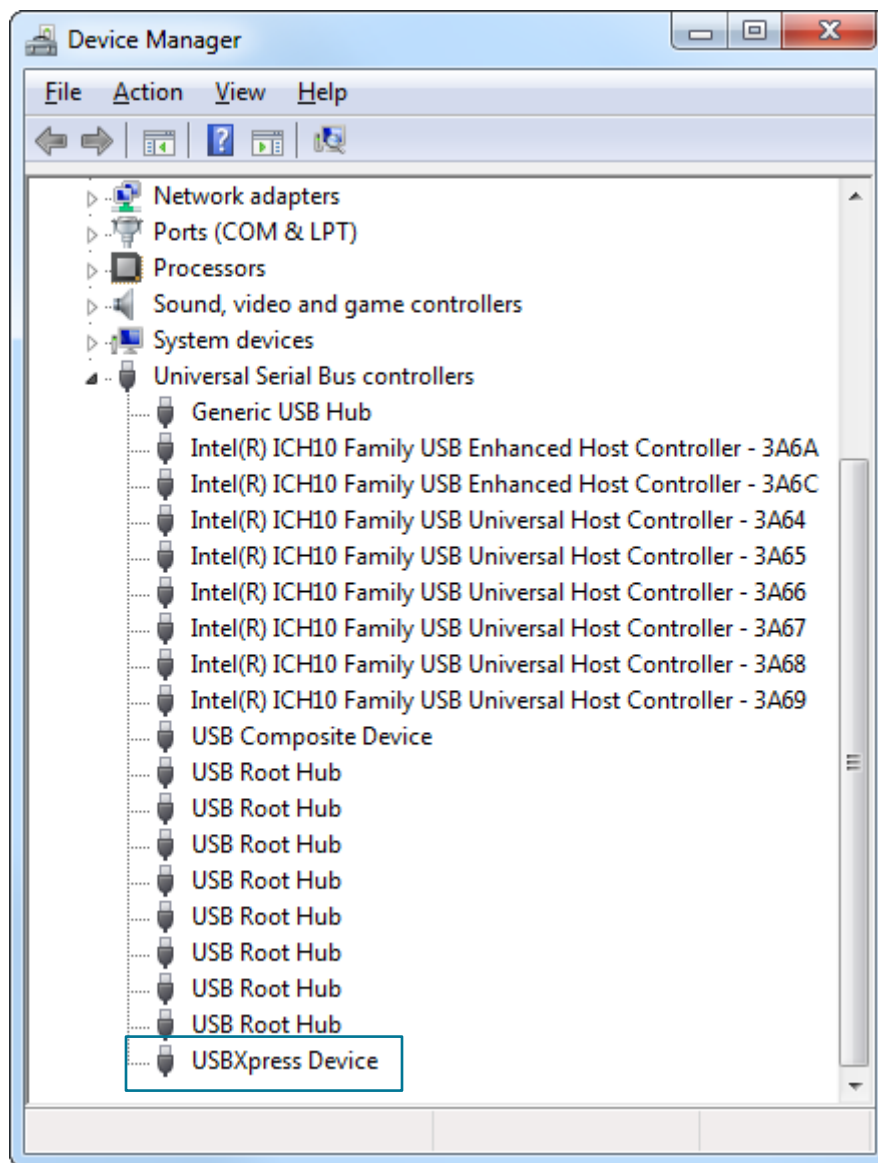 Device Manager
File Action View Help
Network adapters
Ports (COM & LPT)
Processors
Sound, video and game controllers
System devices
Universal Serial Bus controllers
Generic USB Hub
Intel(R) ICH10 Family USB Enhanced Host Controller - 3A6A
Intel(R) ICH10 Family USB Enhanced Host Controller - 3A6C
Intel(R) ICH10 Family USB Universal Host Controller - 3A64
Intel(R) ICH10 Family USB Universal Host Controller - 3A65
Intel(R) ICH10 Family USB Universal Host Controller - 3A66
Intel(R) ICH10 Family USB Universal Host Controller - 3A67
Intel(R) ICH10 Family USB Universal Host Controller - 3A68
Intel(R) ICH10 Family USB Universal Host Controller - 3A69
USB Composite Device
USB Root Hub
USB Root Hub
USB Root Hub
USB Root Hub
USB Root Hub
USB Root Hub
USB Root Hub
USB Root Hub
USBXpress Device